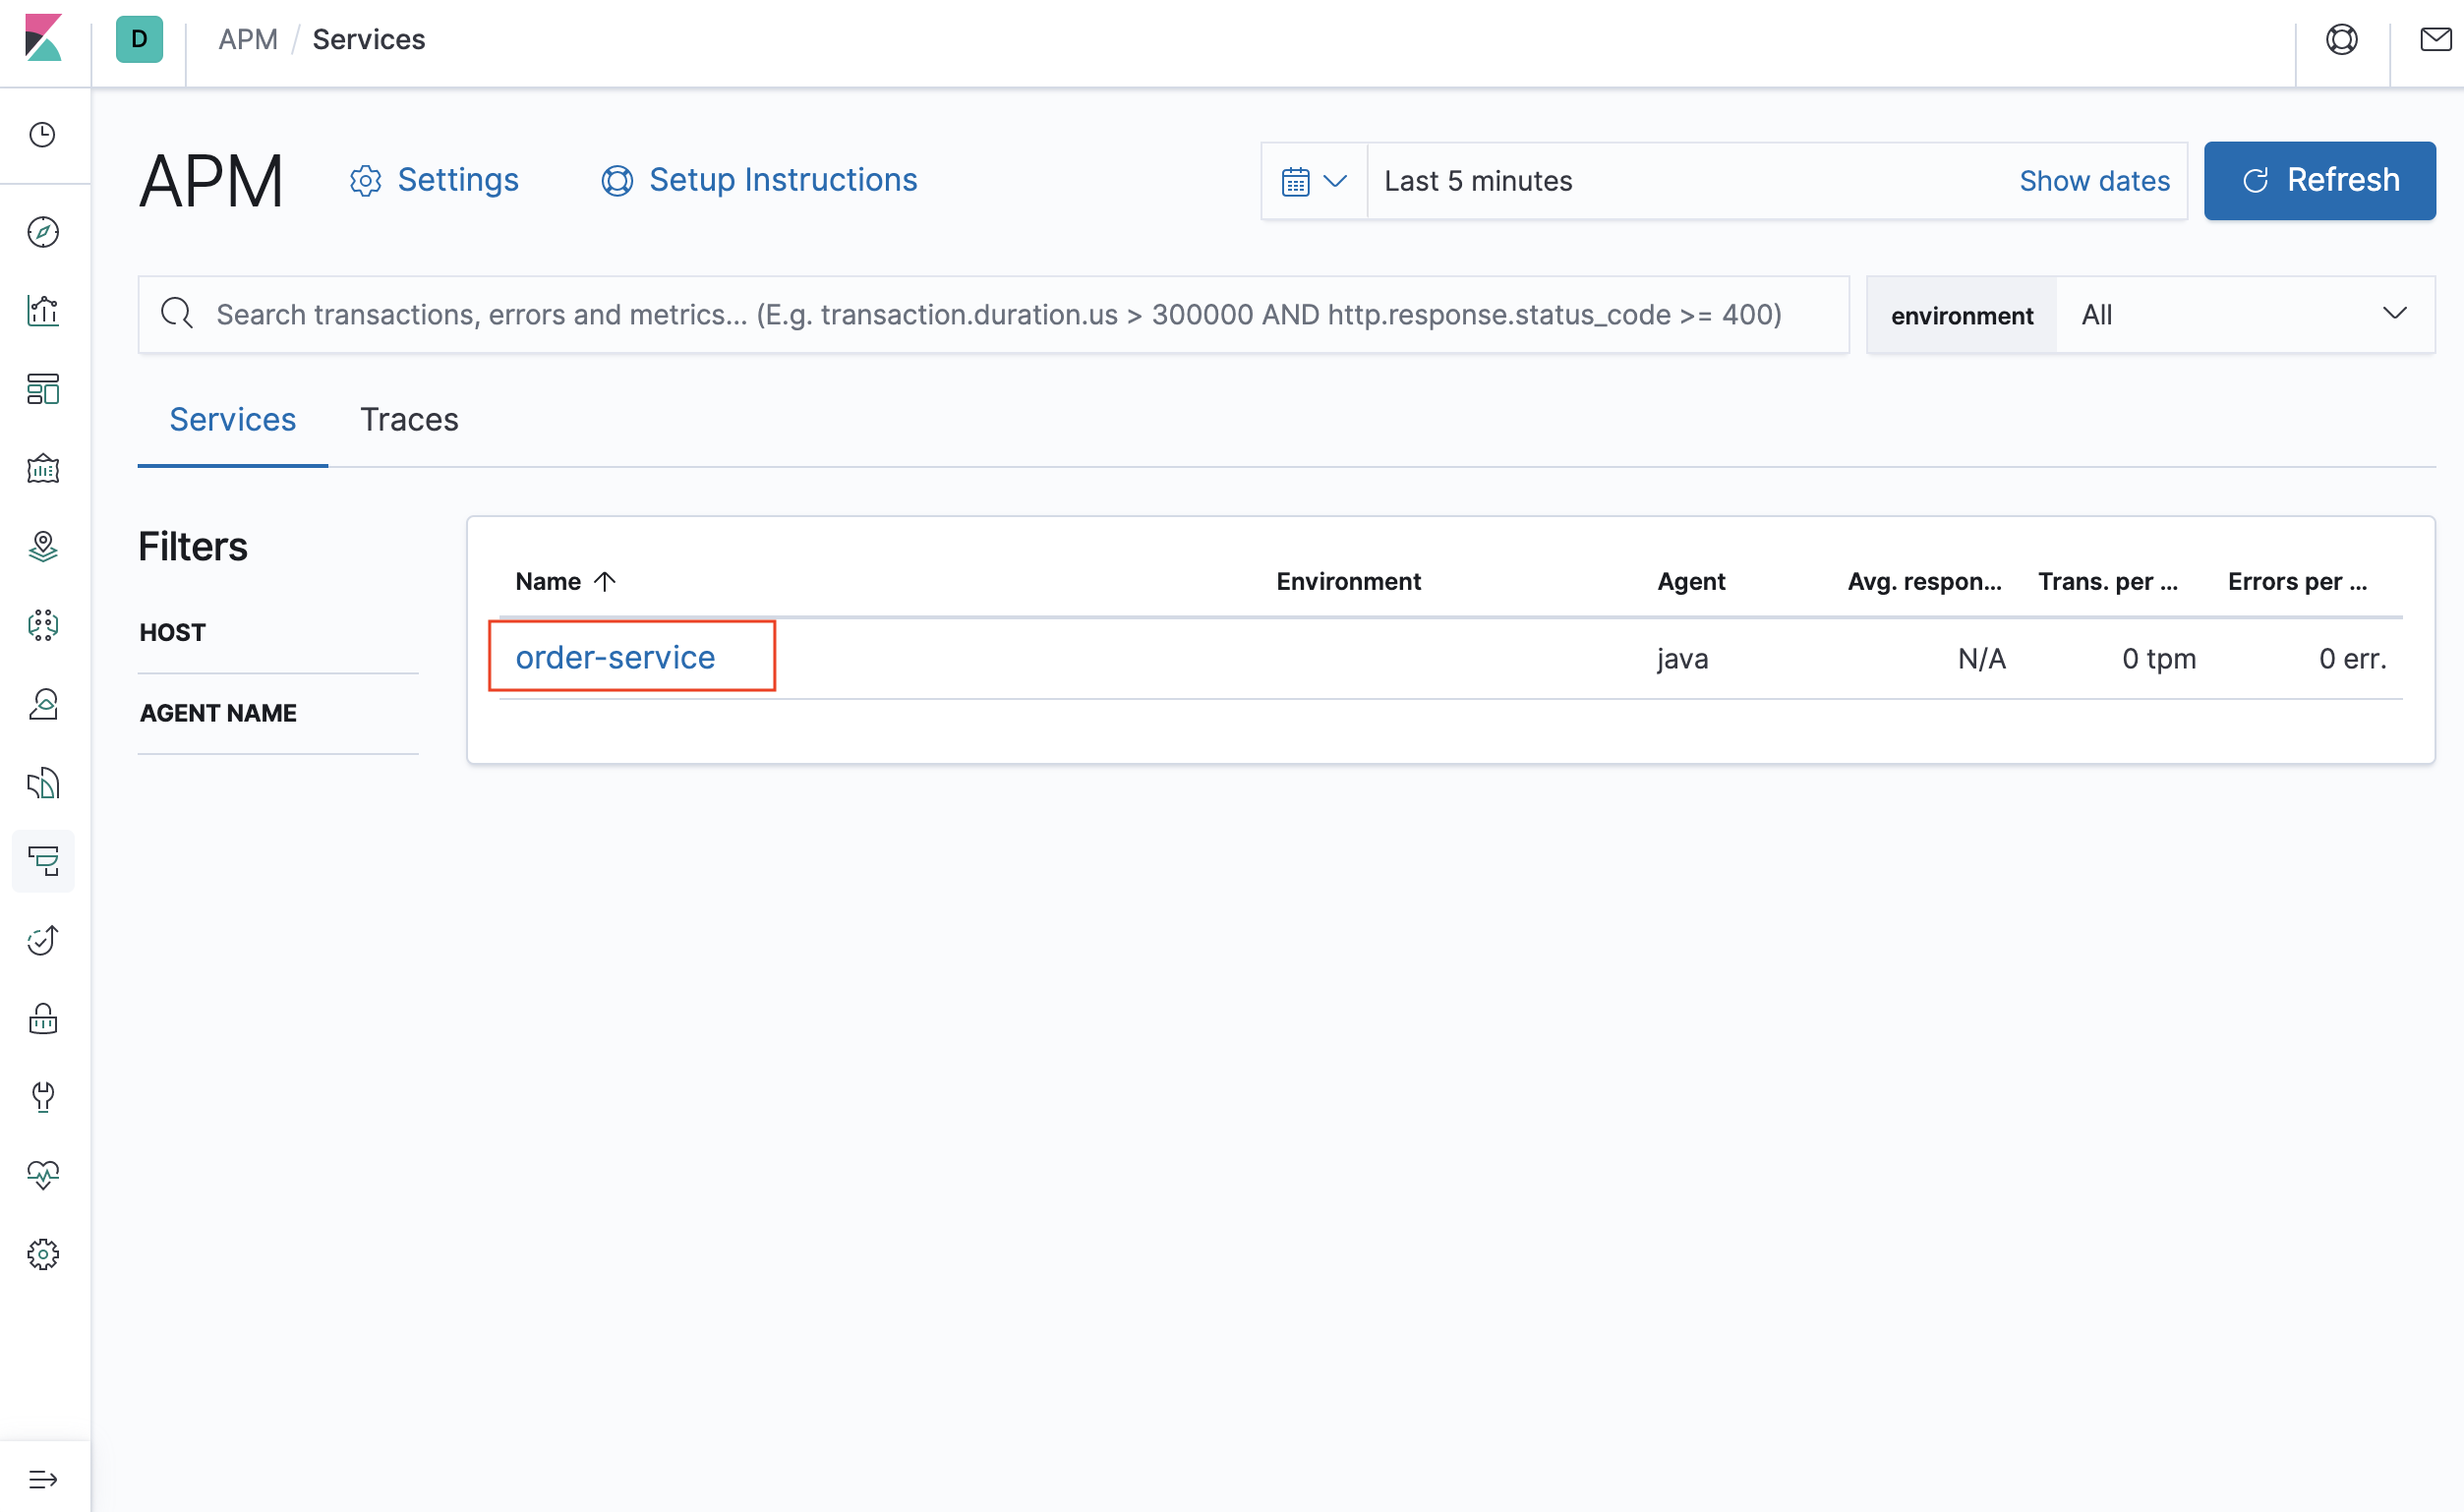 D APM / Services
APM Settings Setup Instructions Last 5 minutes Show dates Refresh
Search transactions, errors and metrics... (E.g. transaction.duration.us > 300000 AND http.response.status_code >= 400) environment All
Services Traces
Filters
HOST
AGENT NAME
Name Environment Agent Avg. respon... Trans. per ... Errors per ...
order-service java N/A 0 tpm 0 err.